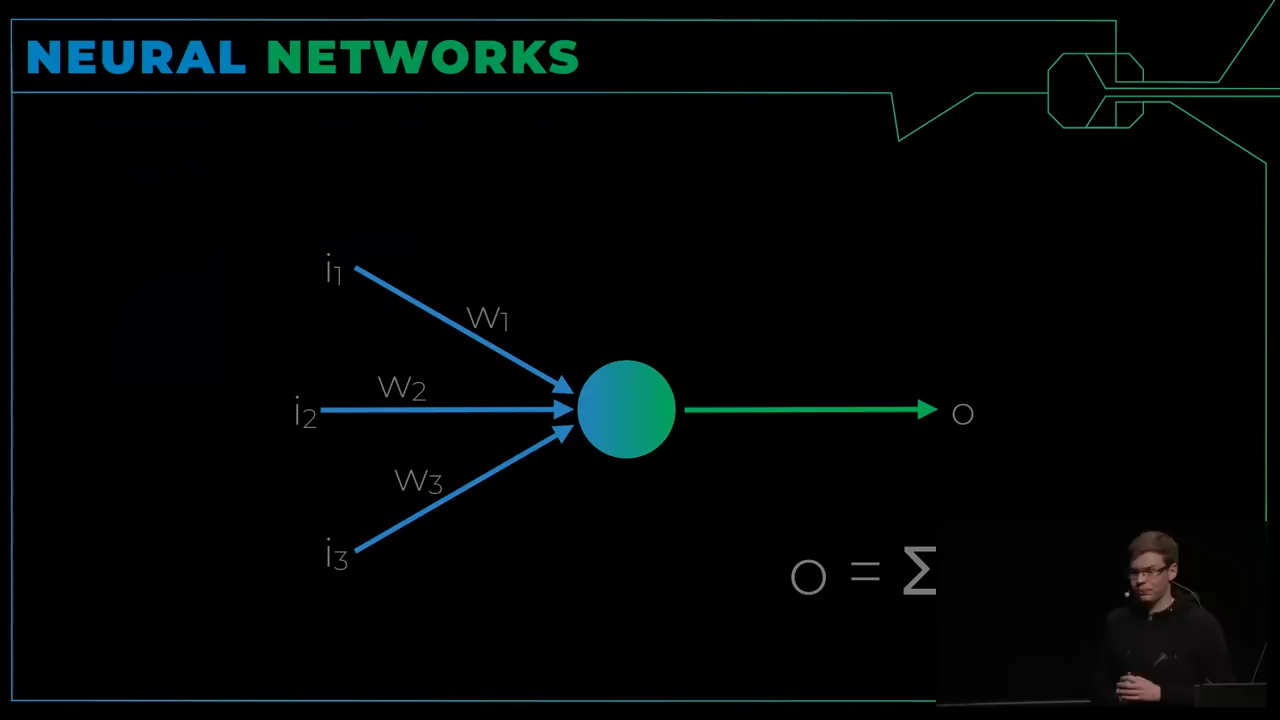 NEURAL NETWORKS
i1
w1
w2
i2
o
w3
i3
o = Σ